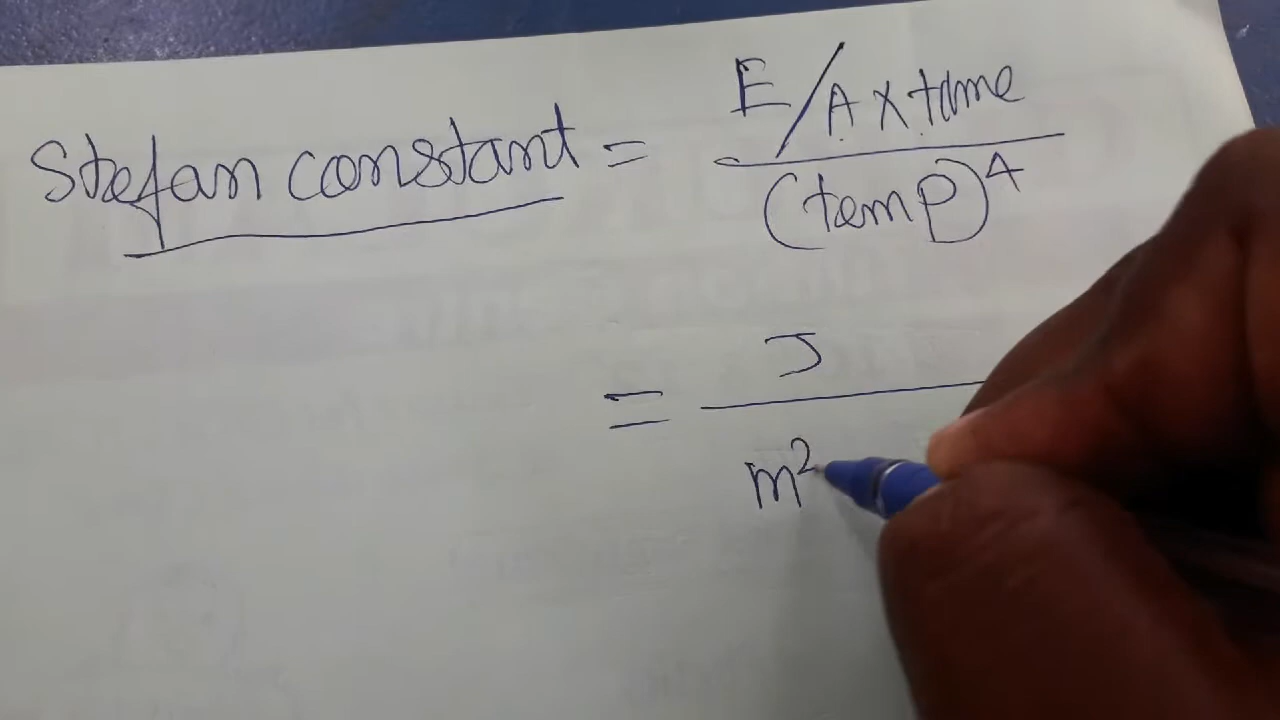 Stefan constant = E/A x time
(temp)^4
= J
m²